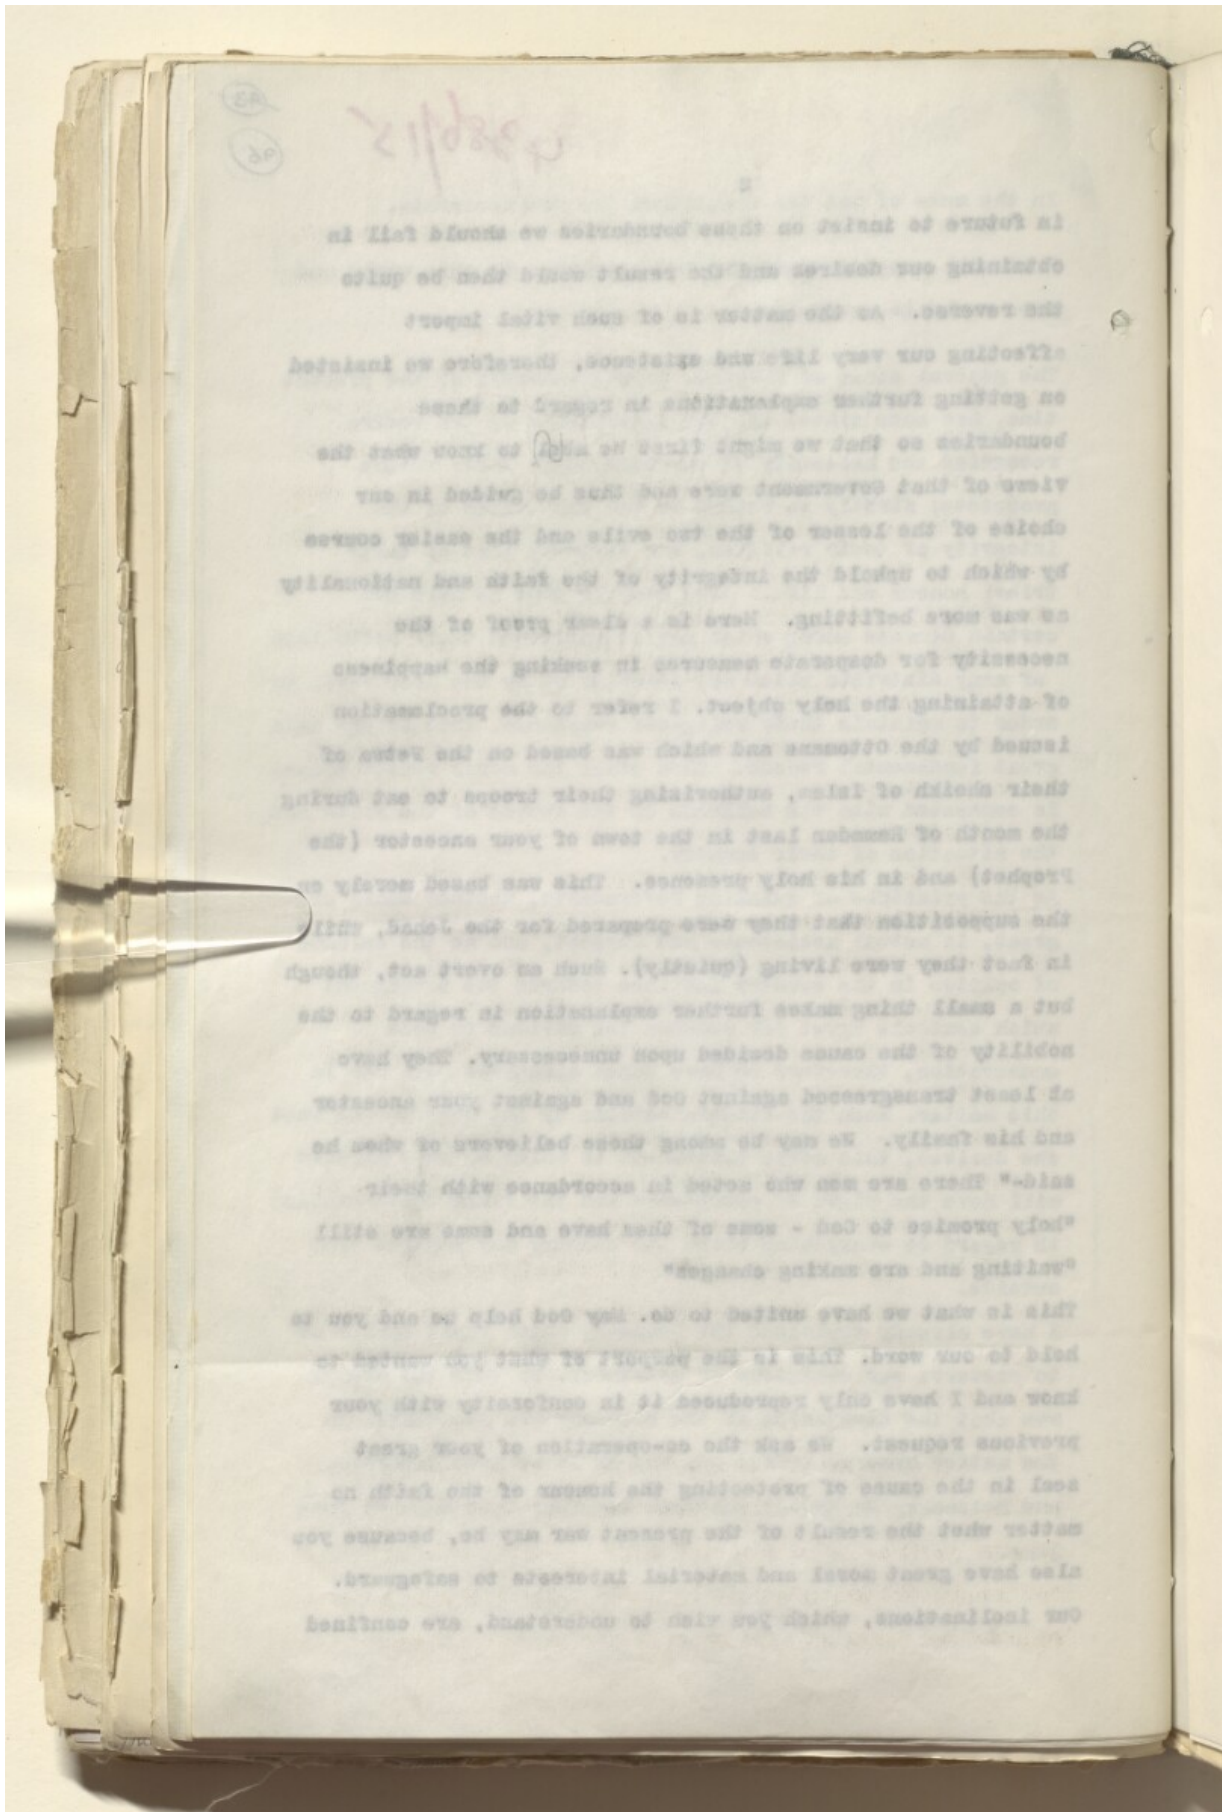 2
in future to insist on these boundaries we should fail in
obtaining our desires and the result would then be quite
the reverse. As the matter is of such vital import
effecting our very life and existence, therefore we insisted
on getting further explanations in regard to these
boundaries so that we might first be able to know what the
views of that Government were and thus be guided in our
choice of the lesser of the two evils and the easier course
by which to uphold the integrity of the faith and nationality
as was more befitting. Here is a clear proof of the
necessity for desparate measures in seeking the happiness
of attaining the holy object. I refer to the proclamation
issued by the Ottomans and which was based on the Fetwa of
their sheikh of Islam, authorizing their troops to eat during
the month of Ramadan last in the town of your ancestor (the
Prophet) and in his holy presence. This was based merely on
the supposition that they were prepared for the Jehad, while
in fact they were living (quietly). Such an overt act, though
but a small thing makes further explanation in regard to the
nobility of the cause decided upon unnecessary. They have
at least transgressed against God and against your ancestor
and his family. We may be among those believers of whom he
said-" There are men who acted in accordance with their
"holy promise to God - some of them have and some are still
"waiting and are making changes"
This is what we have united to do. May God help us and you to
hold to our word. This is the purport of what you wanted to
know and I have only reproduced it in conformity with your
previous request. We ask the co-operation of your great
zeal in the cause of protecting the honour of the faith no
matter what the result of the present war may be, because you
also have great moral and material interests to safeguard.
Our inclinations, which you wish to understand, are confined